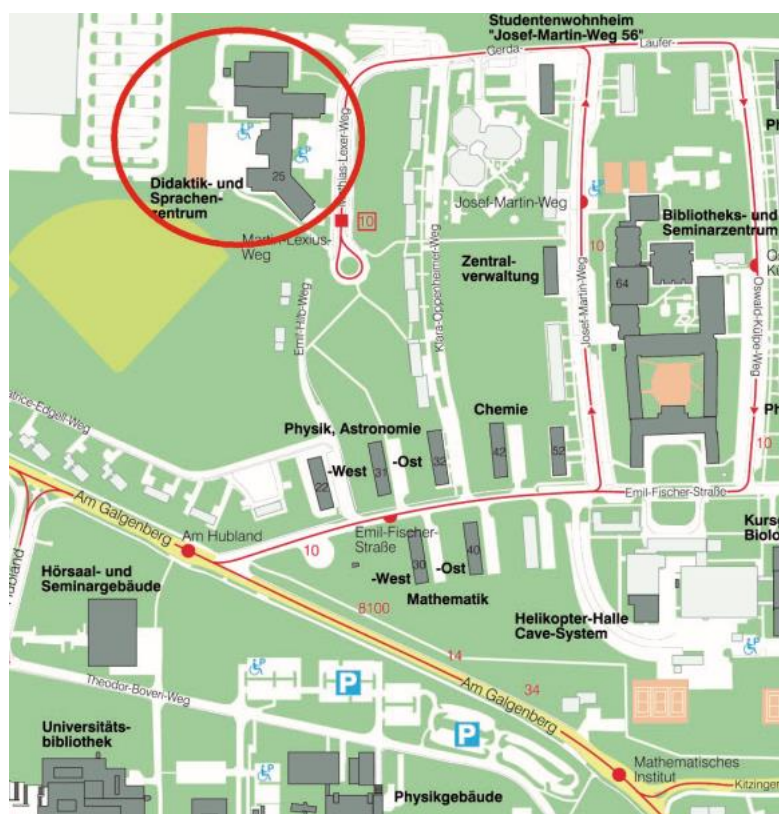 Studentenwohnheim
"Josef-Martin-Weg 56"
Gerda-
Laufer-
Matthias-Lexer-Weg
25
Didaktik- und
Sprachen-
zentrum
10
Martin-Lexius-
Weg
Josef-Martin-Weg
Bibliotheks- und
Seminarzentrum
10
Zentral-
verwaltung
64
Emil-Hilb-Weg
Klara-Oppenheimer-Weg
Josef-Martin-Weg
Oswald-Külpe-Weg
Chemie
Physik, Astronomie
-West
-Ost
22
31
32
42
52
10
Am Galgenberg
Am Hubland
10
Emil-Fischer-
Straße
Emil-Fischer-Straße
30
40
-West
-Ost
Mathematik
Hubland
Hörsaal- und
Seminargebäude
8100
Helikopter-Halle
Cave-System
14
34
Am Galgenberg
Theodor-Boveri-Weg
P
P
Universitäts-
bibliothek
Physikgebäude
Mathematisches
Institut